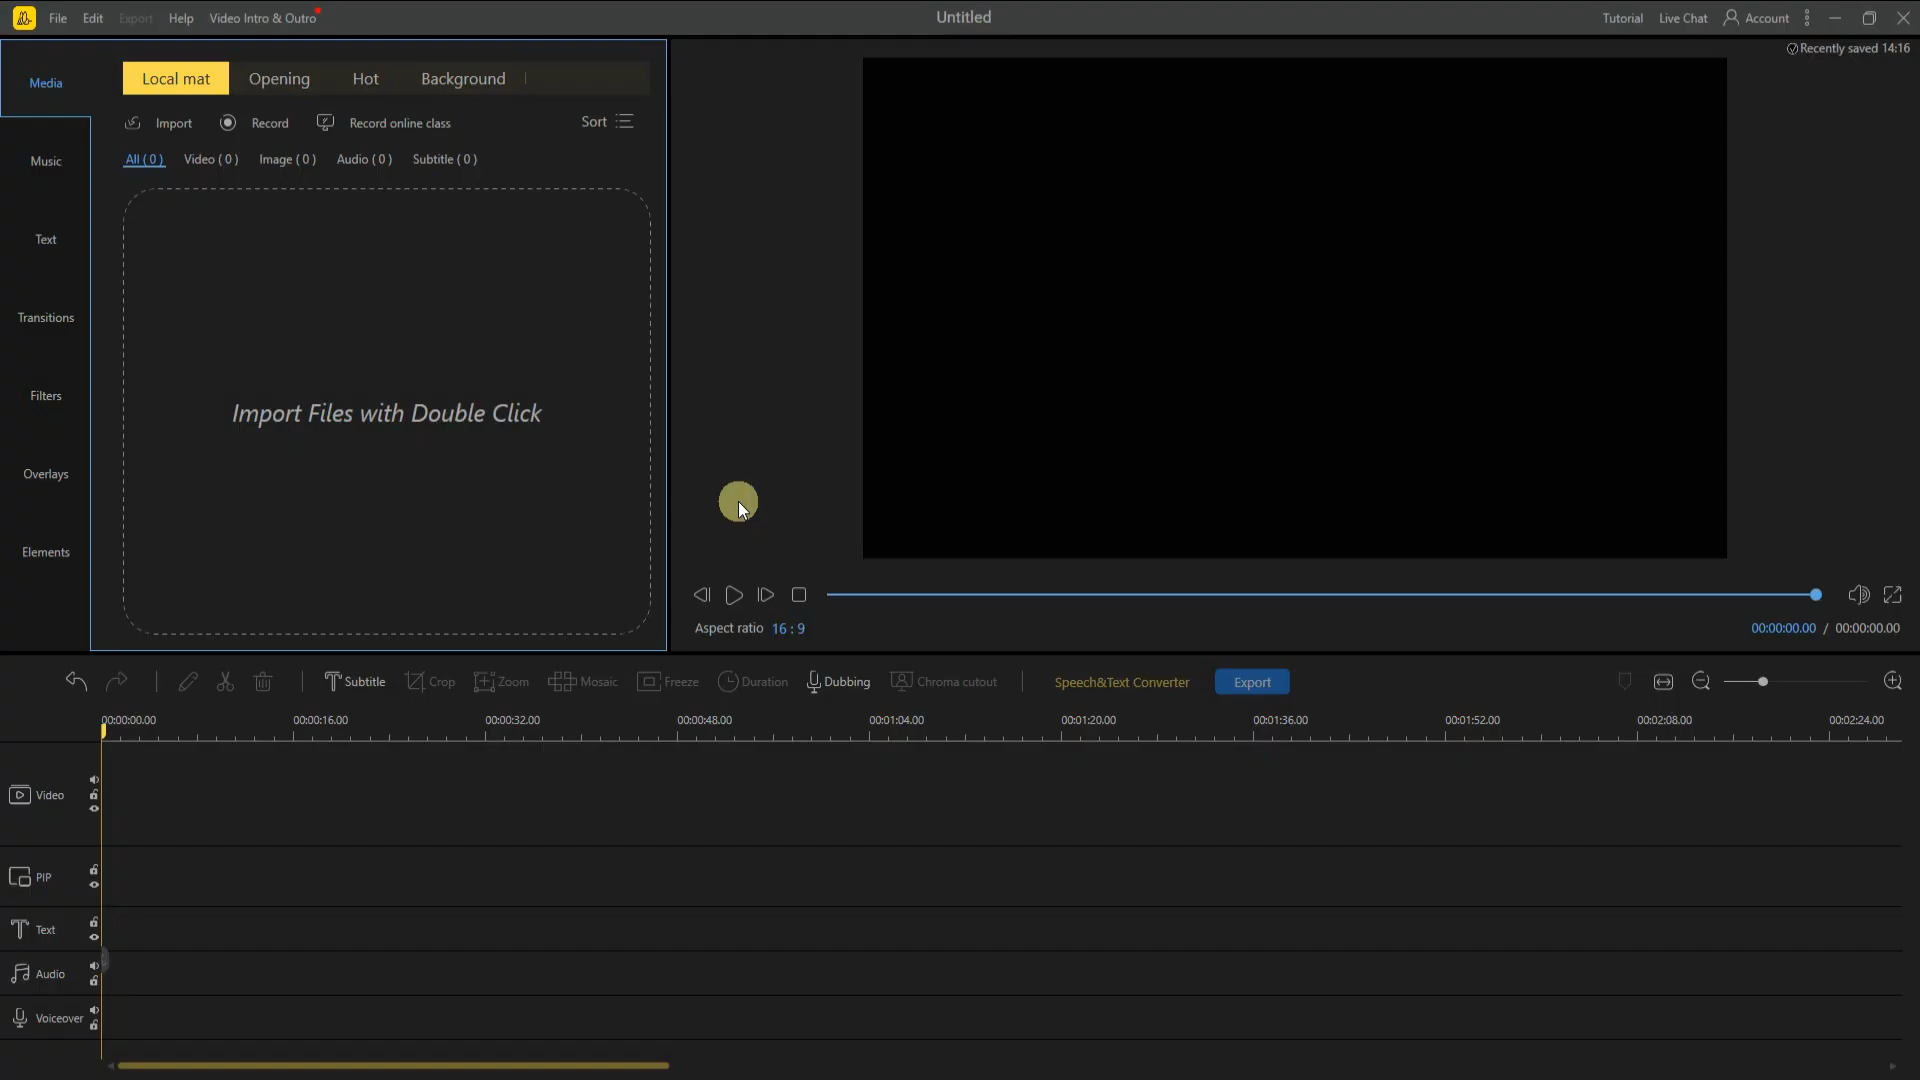 File Edit Export Help Video Intro & Outro Untitled Tutorial Live Chat Account
Recently saved 14:16
Media
Music
Text
Transitions
Filters
Overlays
Elements
Local mat Opening Hot Background
Import Record Record online class Sort
All ( 0 ) Video ( 0 ) Image ( 0 ) Audio ( 0 ) Subtitle ( 0 )
Import Files with Double Click
Aspect ratio 16 : 9 00:00:00.00 / 00:00:00.00
Subtitle Crop Zoom Mosaic Freeze Duration Dubbing Chroma cutout Speech&Text Converter Export
00:00:00.00 00:00:16.00 00:00:32.00 00:00:48.00 00:01:04.00 00:01:20.00 00:01:36.00 00:01:52.00 00:02:08.00 00:02:24.00
Video
PIP
Text
Audio
Voiceover